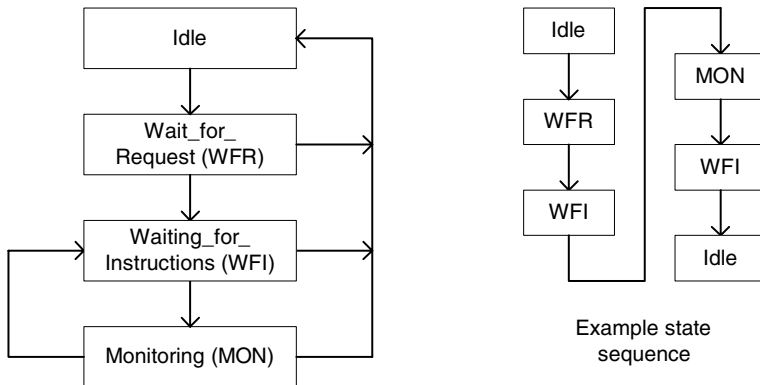 Idle
Wait_for_
Request (WFR)
Waiting_for_
Instructions (WFI)
Monitoring (MON)
Idle
WFR
WFI
MON
WFI
Idle
Example state
sequence